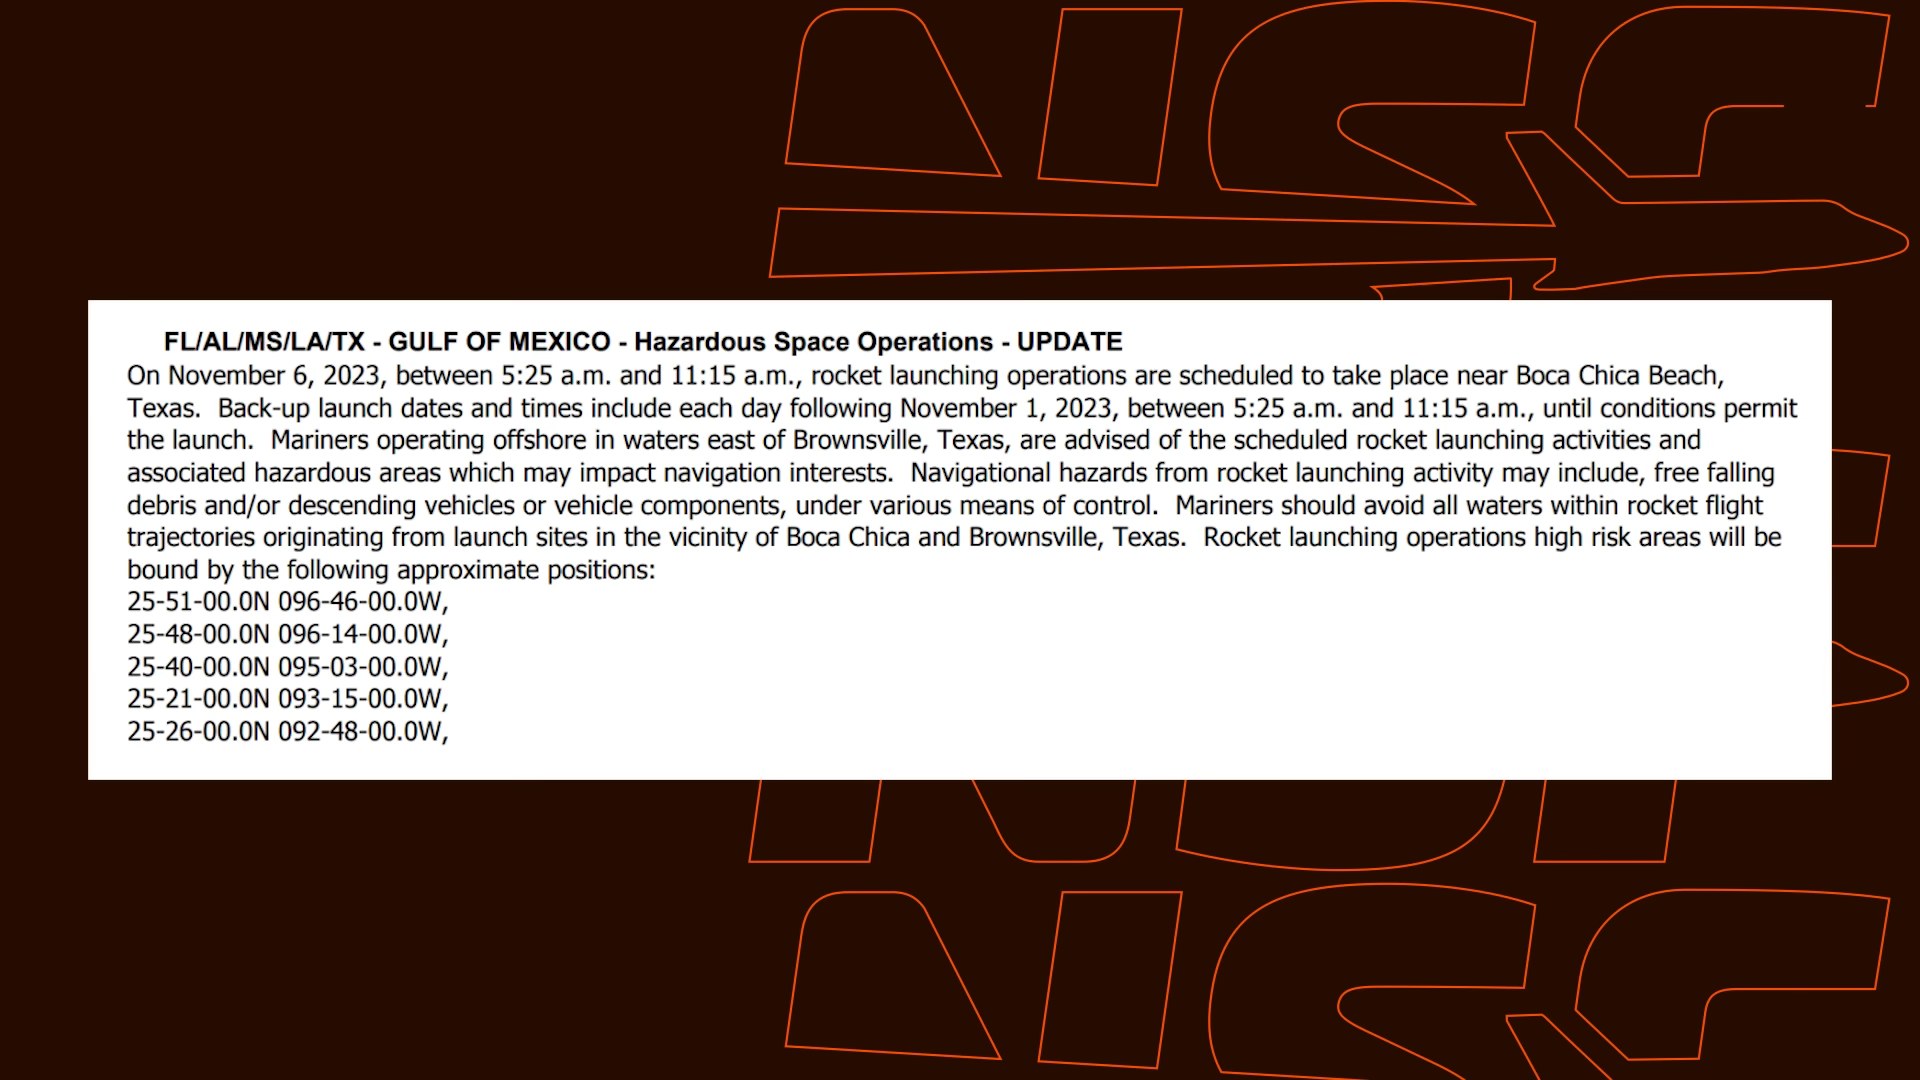 FL/AL/MS/LA/TX - GULF OF MEXICO - Hazardous Space Operations - UPDATE
On November 6, 2023, between 5:25 a.m. and 11:15 a.m., rocket launching operations are scheduled to take place near Boca Chica Beach,
Texas.  Back-up launch dates and times include each day following November 1, 2023, between 5:25 a.m. and 11:15 a.m., until conditions permit
the launch.  Mariners operating offshore in waters east of Brownsville, Texas, are advised of the scheduled rocket launching activities and
associated hazardous areas which may impact navigation interests.  Navigational hazards from rocket launching activity may include, free falling
debris and/or descending vehicles or vehicle components, under various means of control.  Mariners should avoid all waters within rocket flight
trajectories originating from launch sites in the vicinity of Boca Chica and Brownsville, Texas.  Rocket launching operations high risk areas will be
bound by the following approximate positions:
25-51-00.0N 096-46-00.0W,
25-48-00.0N 096-14-00.0W,
25-40-00.0N 095-03-00.0W,
25-21-00.0N 093-15-00.0W,
25-26-00.0N 092-48-00.0W,